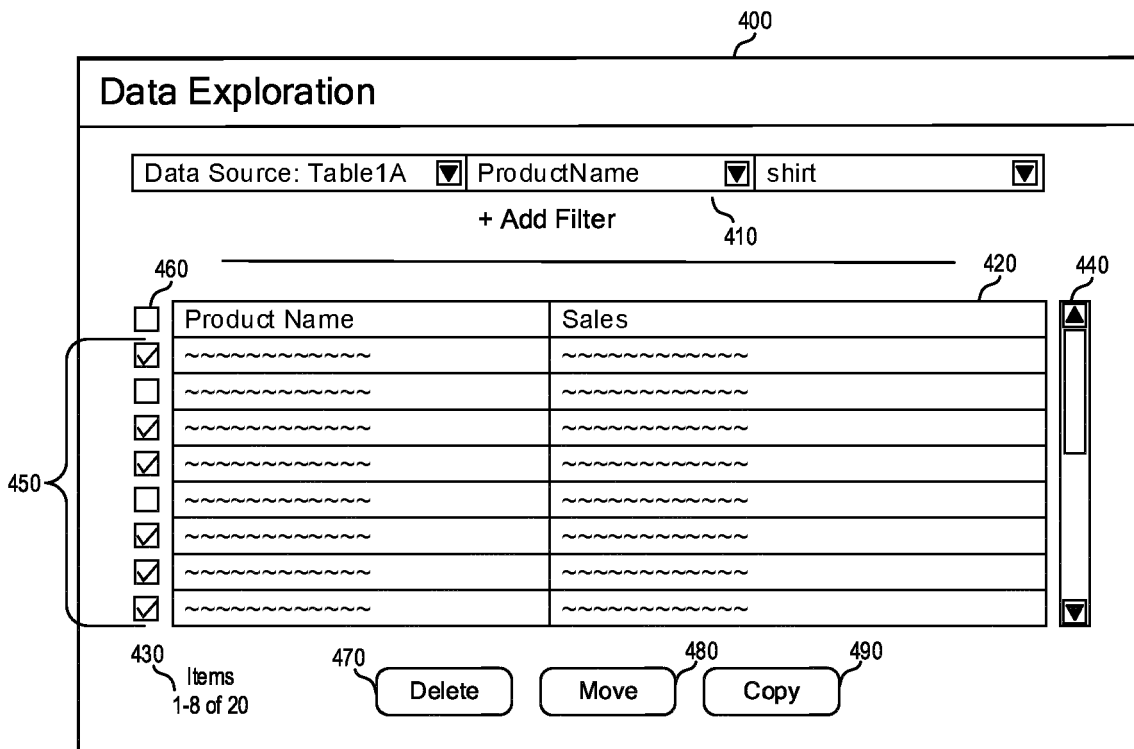 400
Data Exploration
Data Source: Table1A ProductName shirt
+ Add Filter
410
460 420 440
Product Name Sales
~~~~~~~~~~~~ ~~~~~~~~~~~~
~~~~~~~~~~~~ ~~~~~~~~~~~~
~~~~~~~~~~~~ ~~~~~~~~~~~~
~~~~~~~~~~~~ ~~~~~~~~~~~~
450
~~~~~~~~~~~~ ~~~~~~~~~~~~
~~~~~~~~~~~~ ~~~~~~~~~~~~
~~~~~~~~~~~~ ~~~~~~~~~~~~
~~~~~~~~~~~~ ~~~~~~~~~~~~
430 470 480 490
Items
1-8 of 20
Delete Move Copy